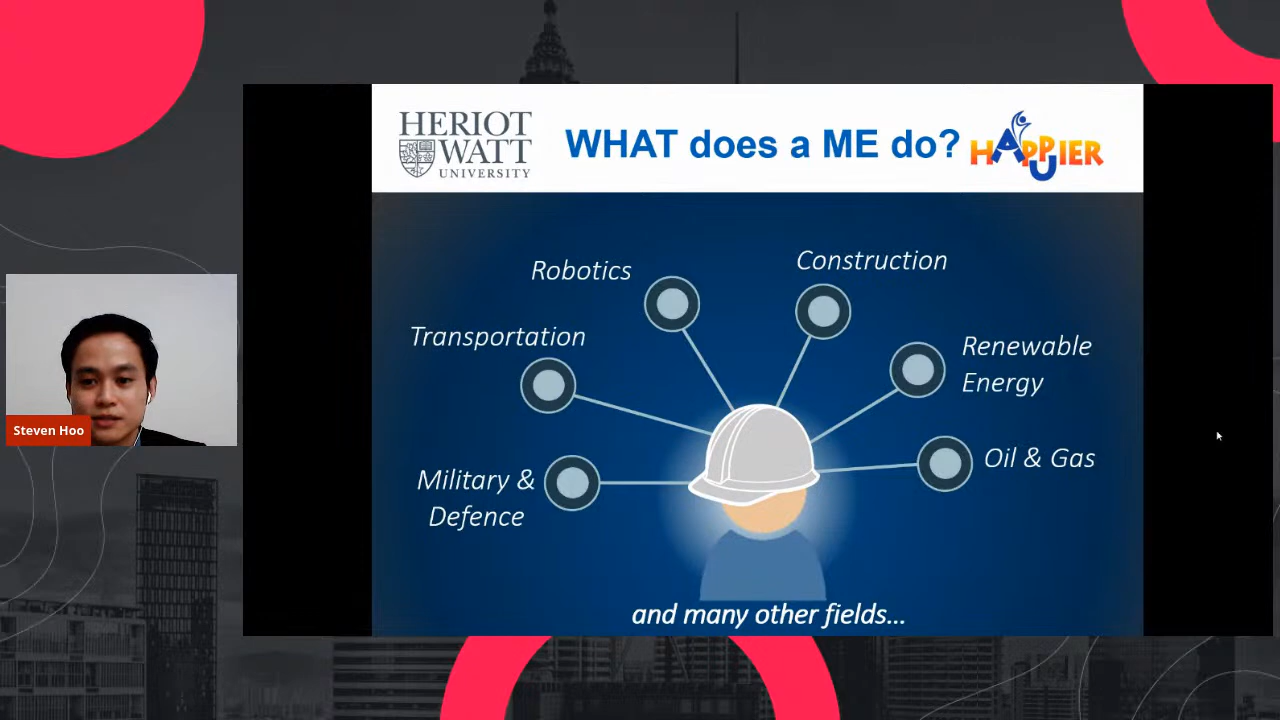 HERIOT
WATT
UNIVERSITY
WHAT does a ME do?
HAPPUIER
Robotics
Construction
Transportation
Renewable
Energy
Military &
Defence
Oil & Gas
and many other fields...
Steven Hoo